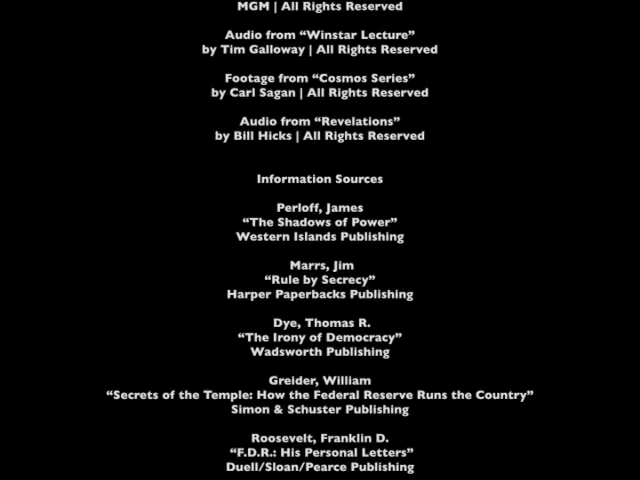 MGM | All Rights Reserved
Audio from “Winstar Lecture”
by Tim Galloway | All Rights Reserved
Footage from “Cosmos Series”
by Carl Sagan | All Rights Reserved
Audio from “Revelations”
by Bill Hicks | All Rights Reserved
Information Sources
Perloff, James
“The Shadows of Power”
Western Islands Publishing
Marrs, Jim
“Rule by Secrecy”
Harper Paperbacks Publishing
Dye, Thomas R.
“The Irony of Democracy”
Wadsworth Publishing
Greider, William
“Secrets of the Temple: How the Federal Reserve Runs the Country”
Simon & Schuster Publishing
Roosevelt, Franklin D.
“F.D.R.: His Personal Letters”
Duell/Sloan/Pearce Publishing